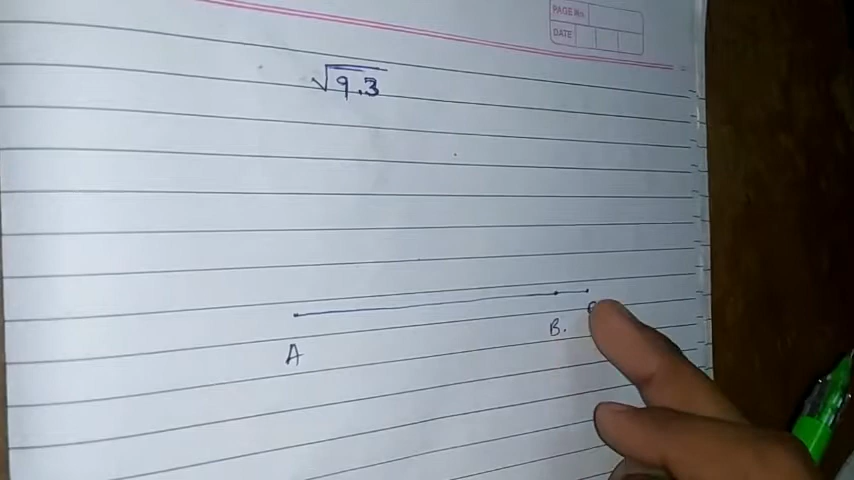 PAGE No.
DATE
√9.3
A
B.